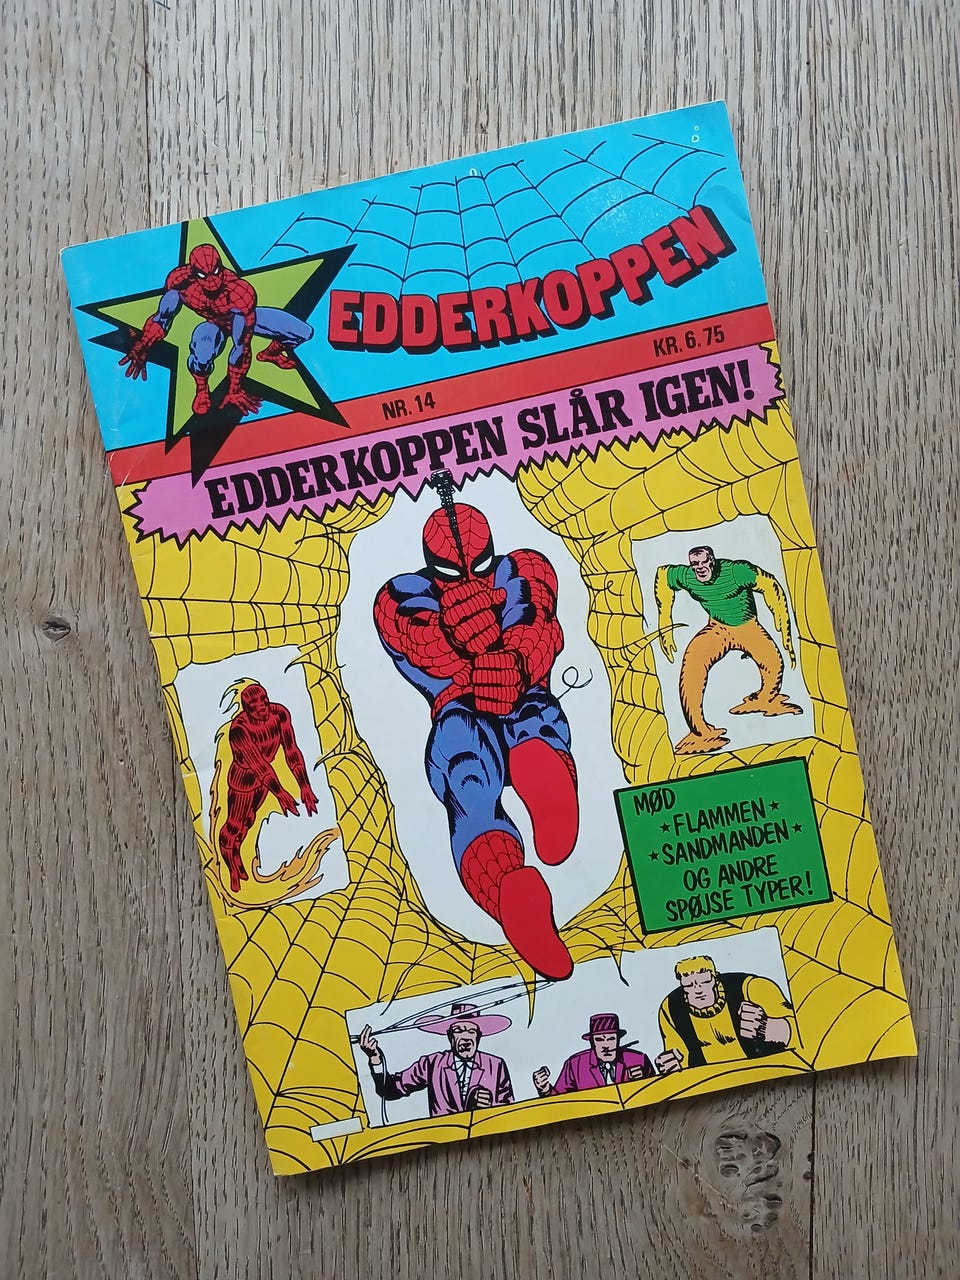 EDDERKOPPEN
NR. 14
KR. 6.75
EDDERKOPPEN SLÅR IGEN!
MØD
★FLAMMEN★
★SANDMANDEN★
OG ANDRE
SPØJSE TYPER!